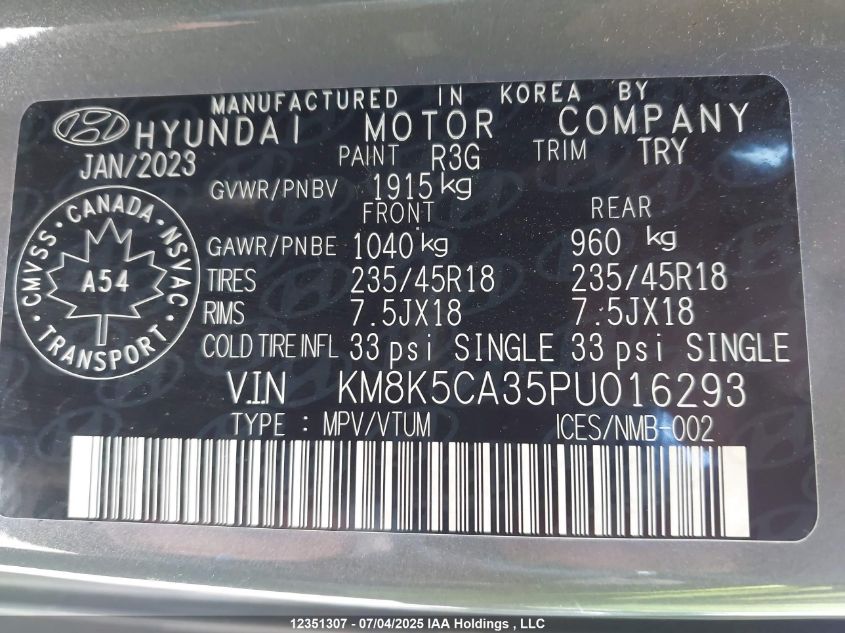 MANUFACTURED IN KOREA BY
HYUNDAI MOTOR COMPANY
JAN/2023 PAINT R3G TRIM TRY
GVWR/PNBV 1915 kg
FRONT REAR
GAWR/PNBE 1040 kg 960 kg
TIRES 235/45R18 235/45R18
RIMS 7.5JX18 7.5JX18
COLD TIRE INFL 33 psi SINGLE 33 psi SINGLE
V.I.N KM8K5CA35PU016293
TYPE : MPV/VTUM ICES/NMB-002
CMVSS · CANADA · NSVAC · TRANSPORT ·
A54
12351307 - 07/04/2025 IAA Holdings , LLC